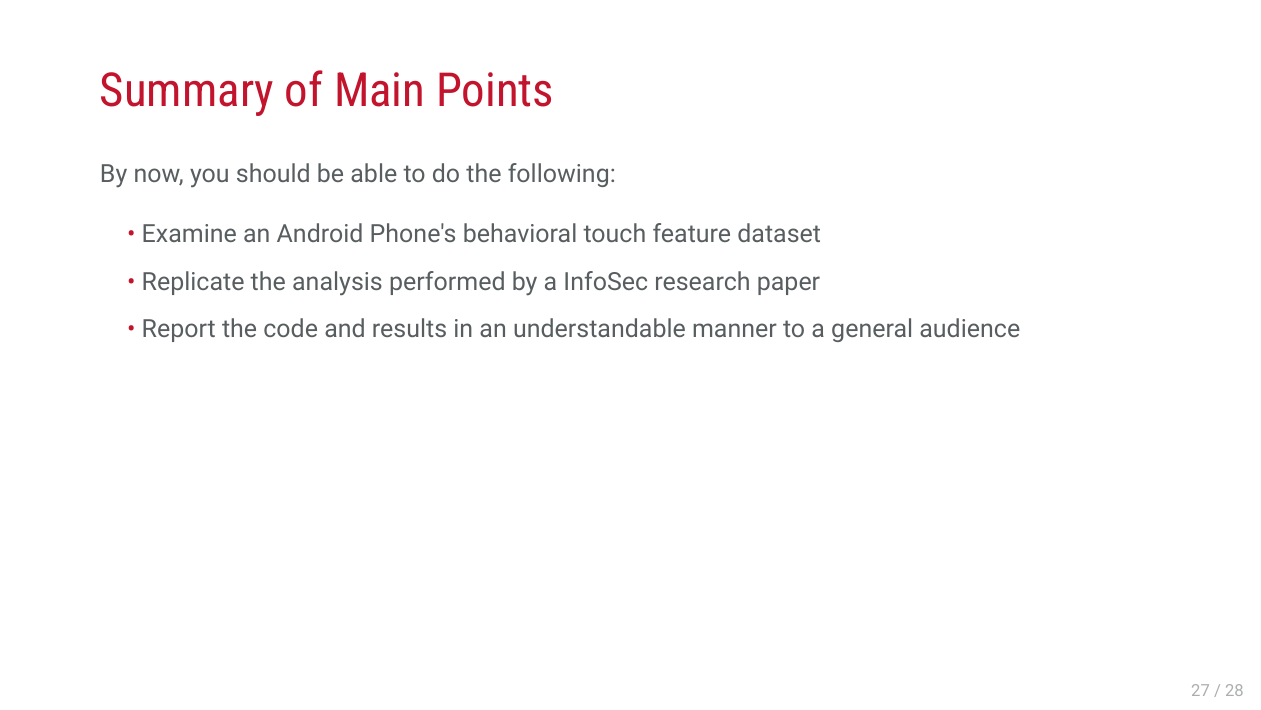 Summary of Main Points
By now, you should be able to do the following:
• Examine an Android Phone's behavioral touch feature dataset
• Replicate the analysis performed by a InfoSec research paper
• Report the code and results in an understandable manner to a general audience
27 / 28